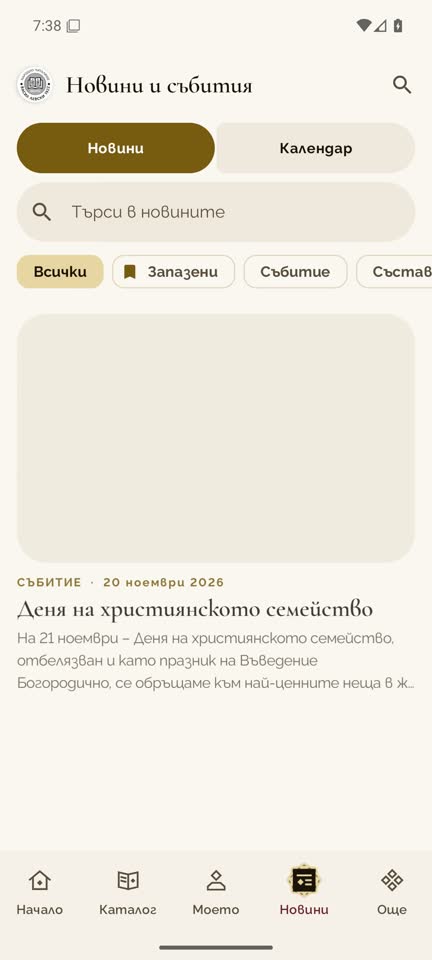 7:38
Новини и събития
Новини
Календар
Търси в новините
Всички
Запазени
Събитие
Състав
СЪБИТИЕ · 20 ноември 2026
Деня на християнското семейство
На 21 ноември – Деня на християнското семейство,
отбелязван и като празник на Въведение
Богородично, се обръщаме към най-ценните неща в ж...
Начало
Каталог
Моето
Новини
Още